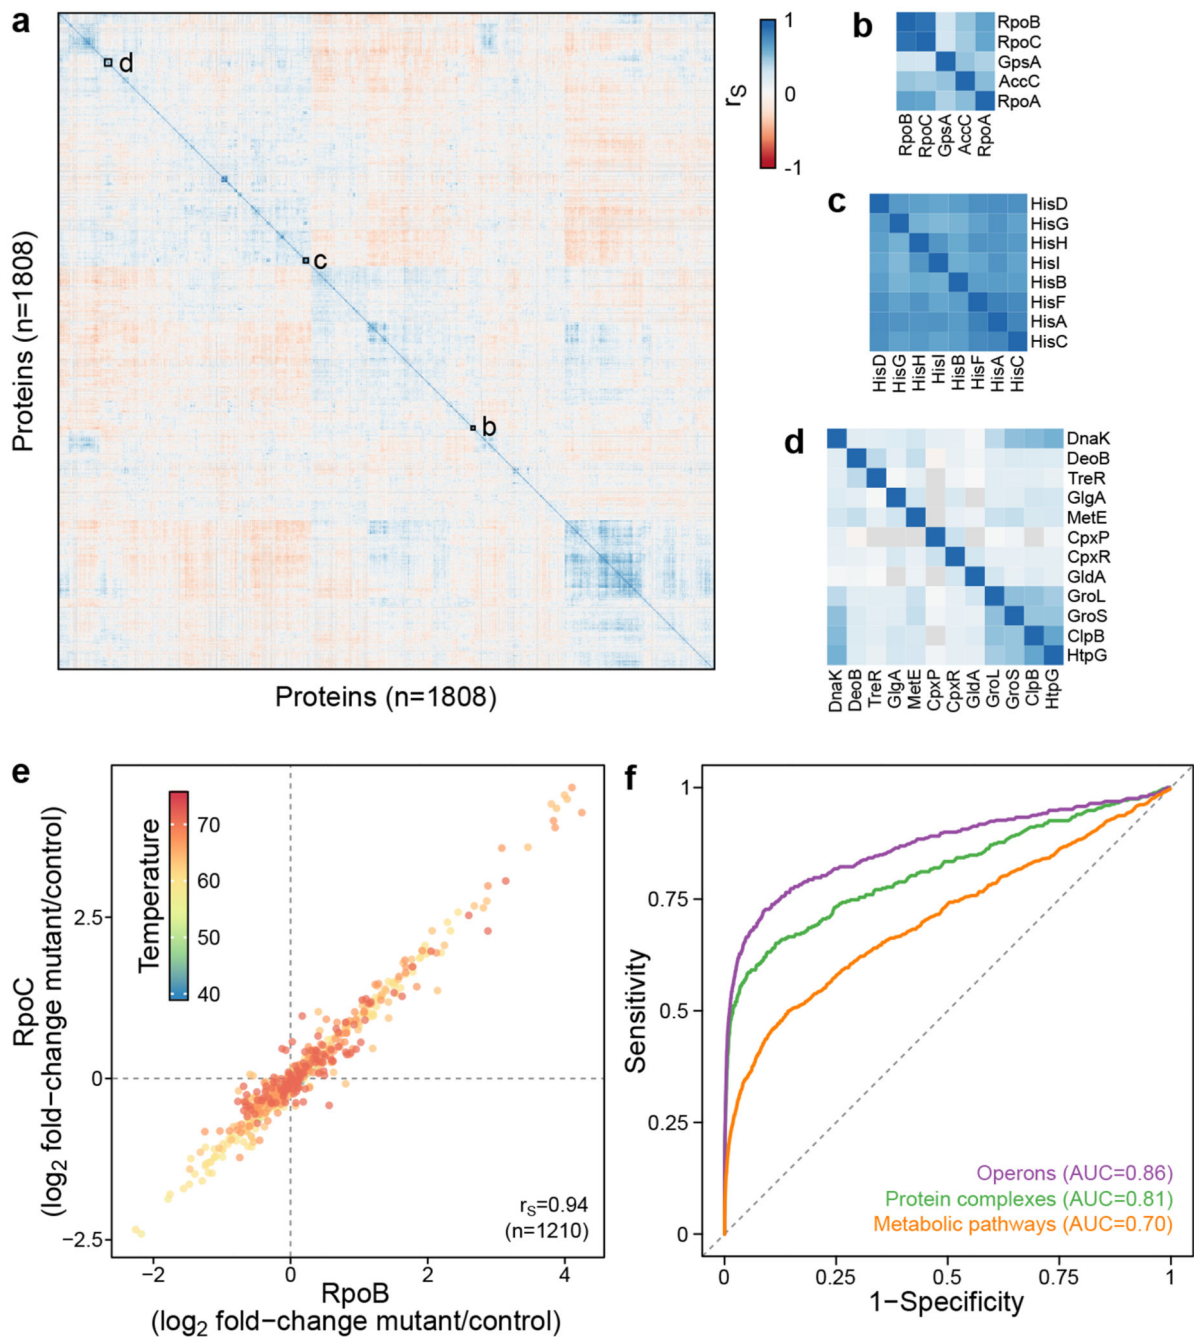 a
d
c
b
Proteins (n=1808)
Proteins (n=1808)
1
0
-1
rS
b
RpoB
RpoC
GpsA
AccC
RpoA
RpoB
RpoC
GpsA
AccC
RpoA
c
HisD
HisG
HisH
HisI
HisB
HisF
HisA
HisC
HisD
HisG
HisH
HisI
HisB
HisF
HisA
HisC
d
DnaK
DeoB
TreR
GlgA
MetE
CpxP
CpxR
GldA
GroL
GroS
ClpB
HtpG
DnaK
DeoB
TreR
GlgA
MetE
CpxP
CpxR
GldA
GroL
GroS
ClpB
HtpG
e
Temperature
70
60
50
40
RpoC
(log2 fold−change mutant/control)
2.5
0
−2.5
rS=0.94
(n=1210)
−2
0
2
4
RpoB
(log2 fold−change mutant/control)
f
Sensitivity
1
0.75
0.5
0.25
0
Operons (AUC=0.86)
Protein complexes (AUC=0.81)
Metabolic pathways (AUC=0.70)
0
0.25
0.5
0.75
1
1−Specificity